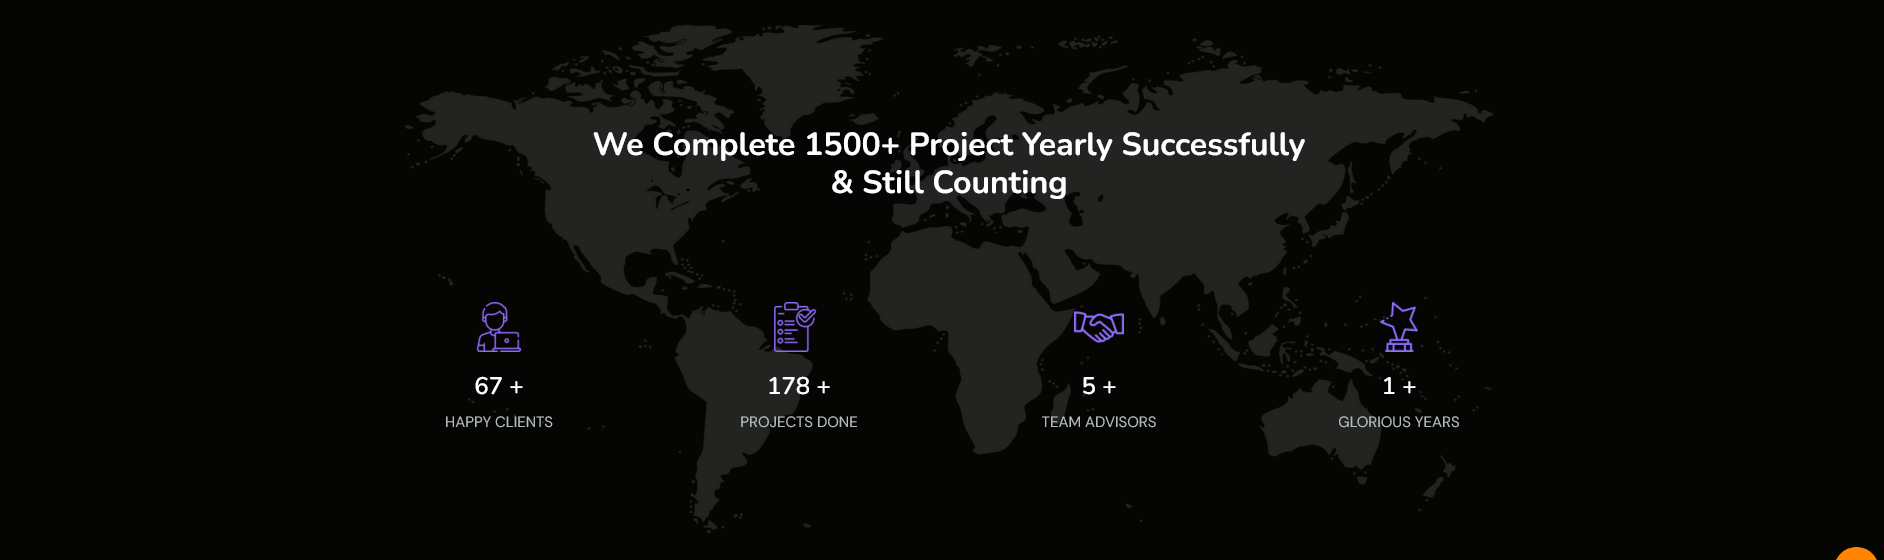 We Complete 1500+ Project Yearly Successfully
& Still Counting
67 +
HAPPY CLIENTS
178 +
PROJECTS DONE
5 +
TEAM ADVISORS
1 +
GLORIOUS YEARS